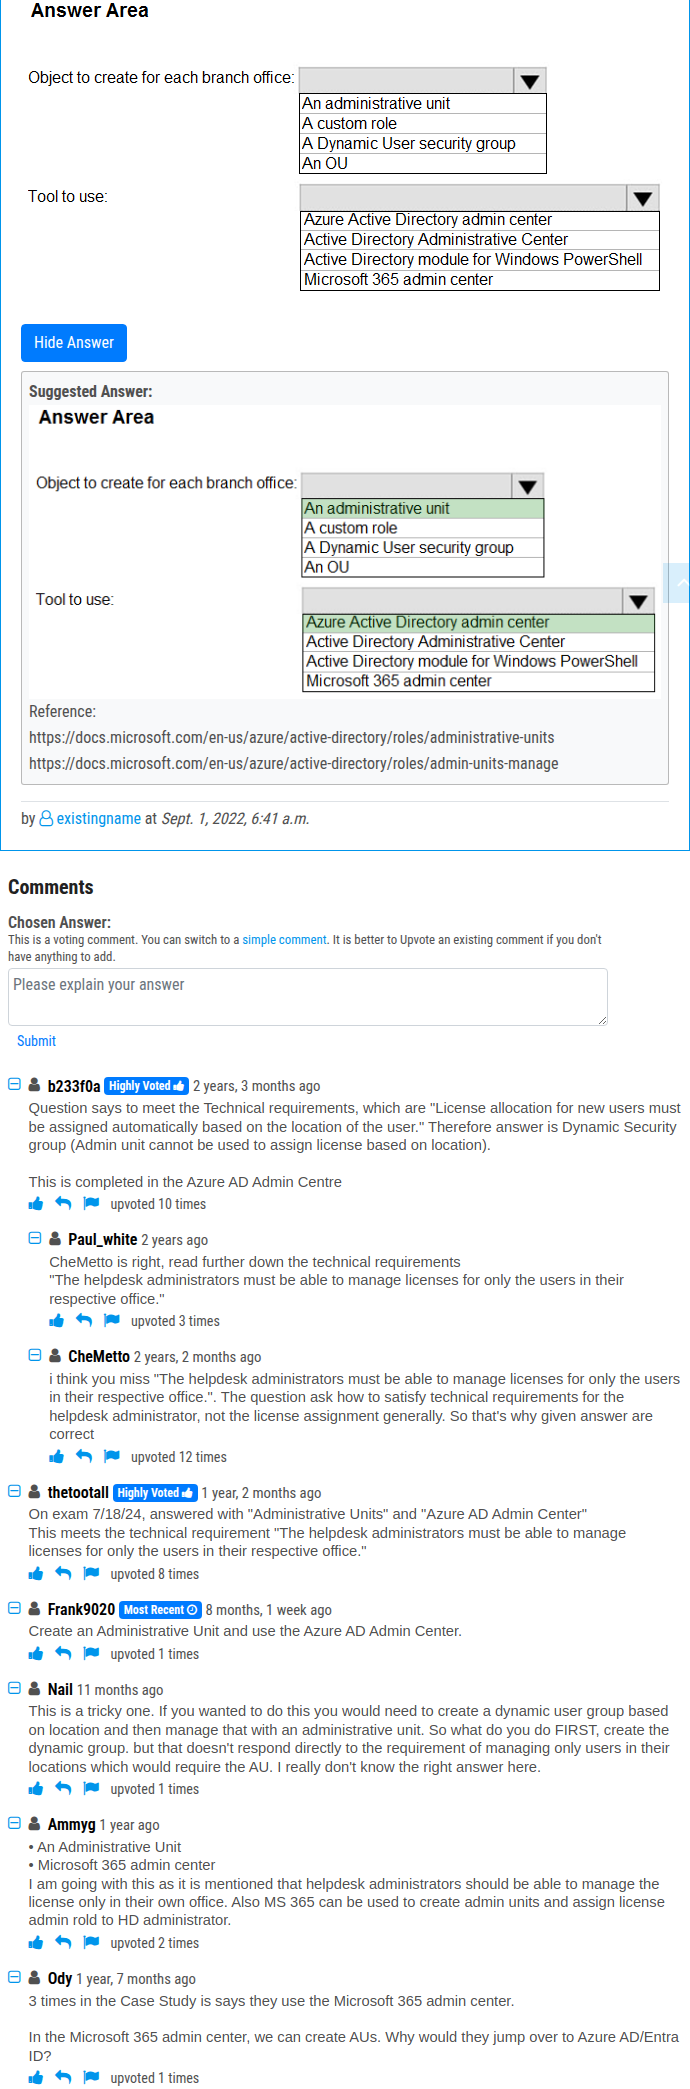 Answer Area
Object to create for each branch office:
An administrative unit
A custom role
A Dynamic User security group
An OU
Tool to use:
Azure Active Directory admin center
Active Directory Administrative Center
Active Directory module for Windows PowerShell
Microsoft 365 admin center
Hide Answer
Suggested Answer:
Answer Area
Object to create for each branch office:
An administrative unit
A custom role
A Dynamic User security group
An OU
Tool to use:
Azure Active Directory admin center
Active Directory Administrative Center
Active Directory module for Windows PowerShell
Microsoft 365 admin center
Reference:
https://docs.microsoft.com/en-us/azure/active-directory/roles/administrative-units
https://docs.microsoft.com/en-us/azure/active-directory/roles/admin-units-manage
by existingname at Sept. 1, 2022, 6:41 a.m.
Comments
Chosen Answer:
This is a voting comment. You can switch to a simple comment. It is better to Upvote an existing comment if you don't
have anything to add.
Please explain your answer
Submit
b233f0a Highly Voted 2 years, 3 months ago
Question says to meet the Technical requirements, which are "License allocation for new users must
be assigned automatically based on the location of the user." Therefore answer is Dynamic Security
group (Admin unit cannot be used to assign license based on location).
This is completed in the Azure AD Admin Centre
upvoted 10 times
Paul_white 2 years ago
CheMetto is right, read further down the technical requirements
"The helpdesk administrators must be able to manage licenses for only the users in their
respective office."
upvoted 3 times
CheMetto 2 years, 2 months ago
i think you miss "The helpdesk administrators must be able to manage licenses for only the users
in their respective office.". The question ask how to satisfy technical requirements for the
helpdesk administrator, not the license assignment generally. So that's why given answer are
correct
upvoted 12 times
thetootall Highly Voted 1 year, 2 months ago
On exam 7/18/24, answered with "Administrative Units" and "Azure AD Admin Center"
This meets the technical requirement "The helpdesk administrators must be able to manage
licenses for only the users in their respective office."
upvoted 8 times
Frank9020 Most Recent 8 months, 1 week ago
Create an Administrative Unit and use the Azure AD Admin Center.
upvoted 1 times
Nail 11 months ago
This is a tricky one. If you wanted to do this you would need to create a dynamic user group based
on location and then manage that with an administrative unit. So what do you do FIRST, create the
dynamic group. but that doesn't respond directly to the requirement of managing only users in their
locations which would require the AU. I really don't know the right answer here.
upvoted 1 times
Ammyg 1 year ago
• An Administrative Unit
• Microsoft 365 admin center
I am going with this as it is mentioned that helpdesk administrators should be able to manage the
license only in their own office. Also MS 365 can be used to create admin units and assign license
admin rold to HD administrator.
upvoted 2 times
Ody 1 year, 7 months ago
3 times in the Case Study is says they use the Microsoft 365 admin center.
In the Microsoft 365 admin center, we can create AUs. Why would they jump over to Azure AD/Entra
ID?
upvoted 1 times